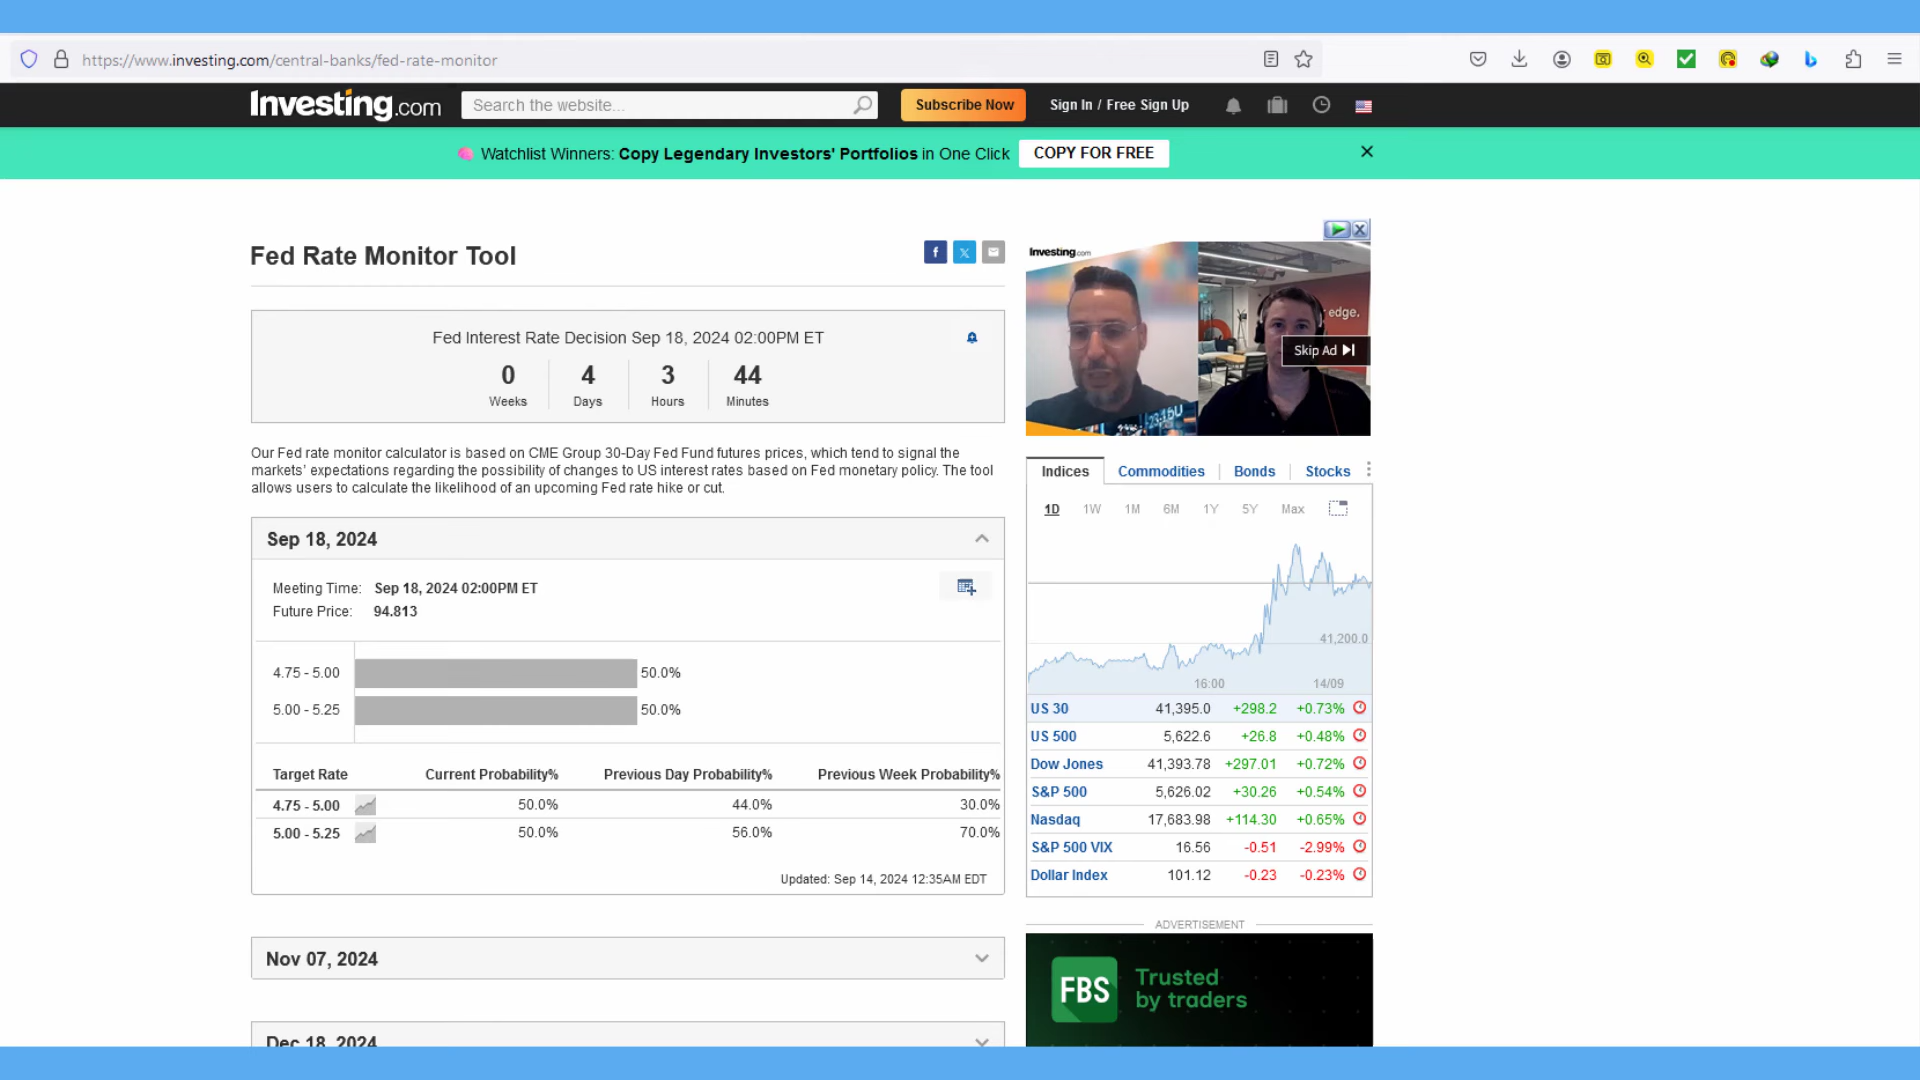 https://www.investing.com/central-banks/fed-rate-monitor
Investing.com
Search the website...
Subscribe Now
Sign In / Free Sign Up
Watchlist Winners: Copy Legendary Investors' Portfolios in One Click
COPY FOR FREE
Fed Rate Monitor Tool
Fed Interest Rate Decision Sep 18, 2024 02:00PM ET
0 4 3 44
Weeks Days Hours Minutes
Our Fed rate monitor calculator is based on CME Group 30-Day Fed Fund futures prices, which tend to signal the
markets' expectations regarding the possibility of changes to US interest rates based on Fed monetary policy. The tool
allows users to calculate the likelihood of an upcoming Fed rate hike or cut.
Sep 18, 2024
Meeting Time: Sep 18, 2024 02:00PM ET
Future Price: 94.813
4.75 - 5.00 50.0%
5.00 - 5.25 50.0%
Target Rate Current Probability% Previous Day Probability% Previous Week Probability%
4.75 - 5.00 50.0% 44.0% 30.0%
5.00 - 5.25 50.0% 56.0% 70.0%
Updated: Sep 14, 2024 12:35AM EDT
Nov 07, 2024
Dec 18, 2024
Investing.com
edge.
Skip Ad
Indices Commodities Bonds Stocks
1D 1W 1M 6M 1Y 5Y Max
41,200.0
16:00 14/09
US 30 41,395.0 +298.2 +0.73%
US 500 5,622.6 +26.8 +0.48%
Dow Jones 41,393.78 +297.01 +0.72%
S&P 500 5,626.02 +30.26 +0.54%
Nasdaq 17,683.98 +114.30 +0.65%
S&P 500 VIX 16.56 -0.51 -2.99%
Dollar Index 101.12 -0.23 -0.23%
ADVERTISEMENT
FBS
Trusted
by traders